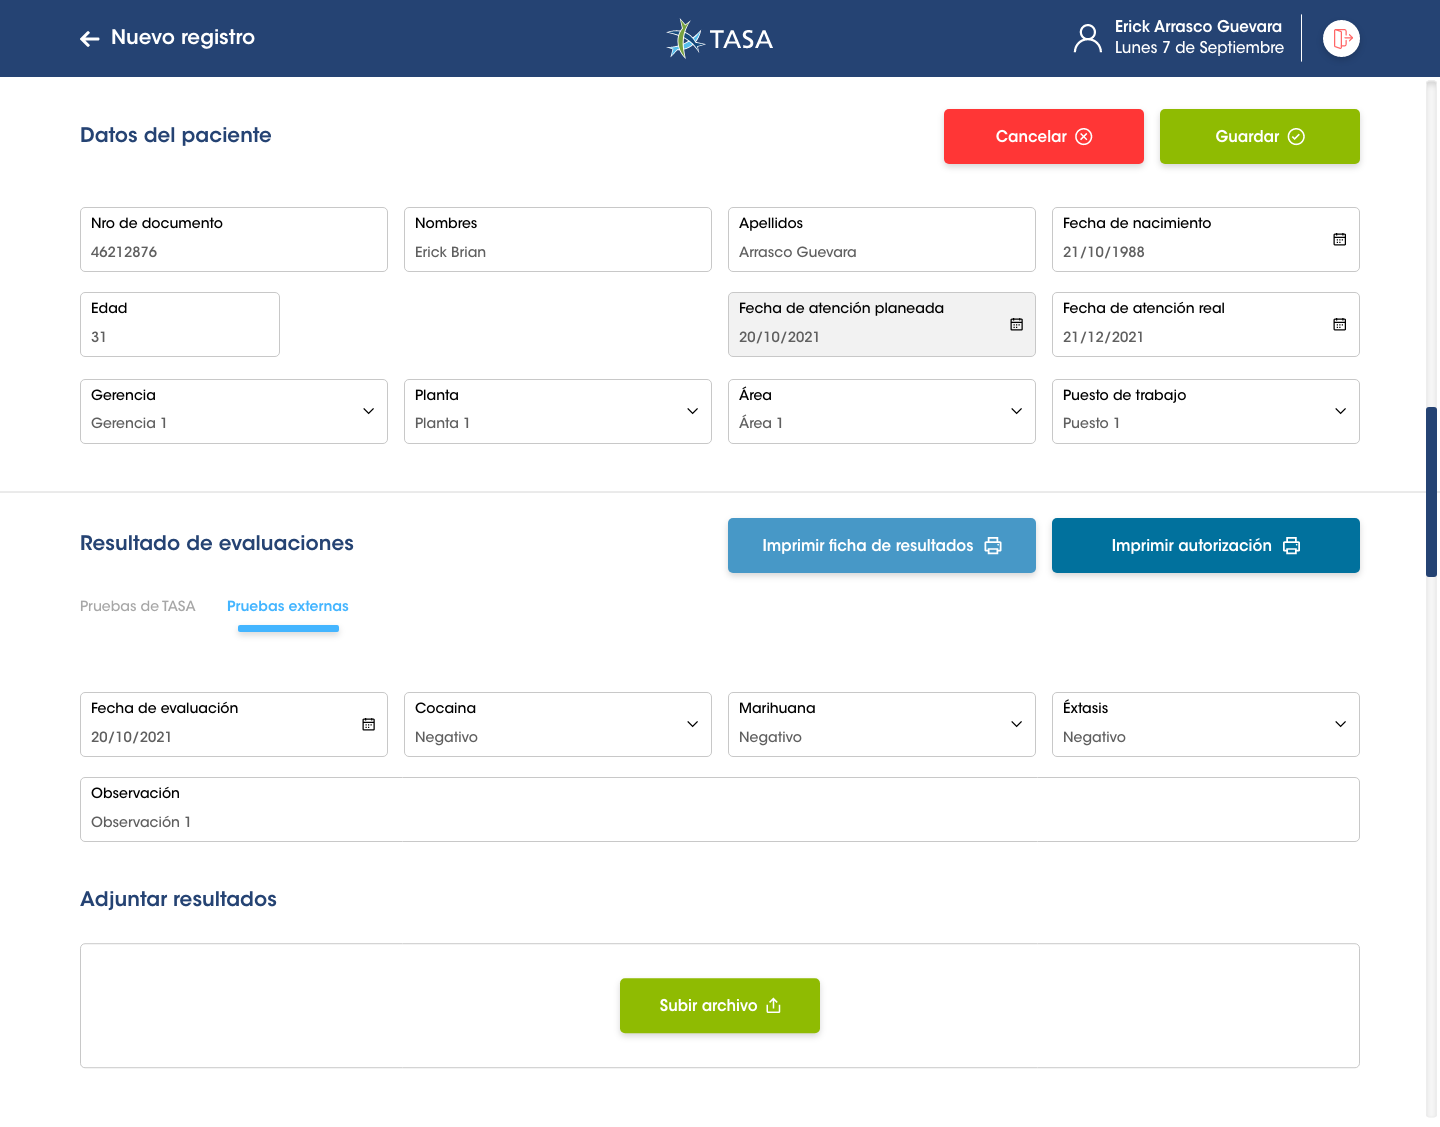 Nuevo registro
TASA
Erick Arrasco Guevara
Lunes 7 de Septiembre
Datos del paciente
Cancelar
Guardar
Nro de documento
46212876
Nombres
Erick Brian
Apellidos
Arrasco Guevara
Fecha de nacimiento
21/10/1988
Edad
31
Fecha de atención planeada
20/10/2021
Fecha de atención real
21/12/2021
Gerencia
Gerencia 1
Planta
Planta 1
Área
Área 1
Puesto de trabajo
Puesto 1
Resultado de evaluaciones
Imprimir ficha de resultados
Imprimir autorización
Pruebas de TASA
Pruebas externas
Fecha de evaluación
20/10/2021
Cocaina
Negativo
Marihuana
Negativo
Éxtasis
Negativo
Observación
Observación 1
Adjuntar resultados
Subir archivo